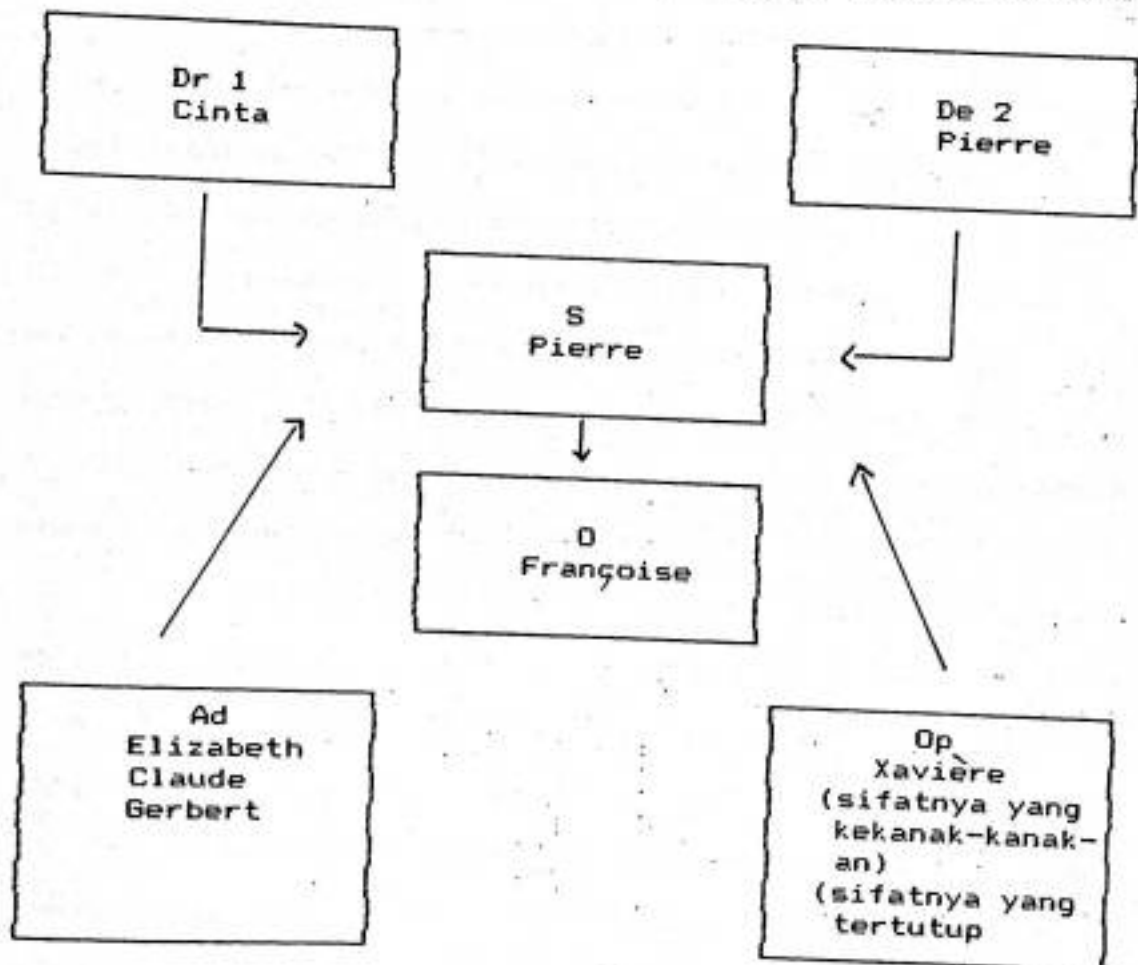 Dr 1
Cinta
De 2
Pierre
S
Pierre
O
Françoise
Ad
Elizabeth
Claude
Gerbert
Op
Xavière
(sifatnya yang
kekanak-kanak-
an)
(sifatnya yang
tertutup